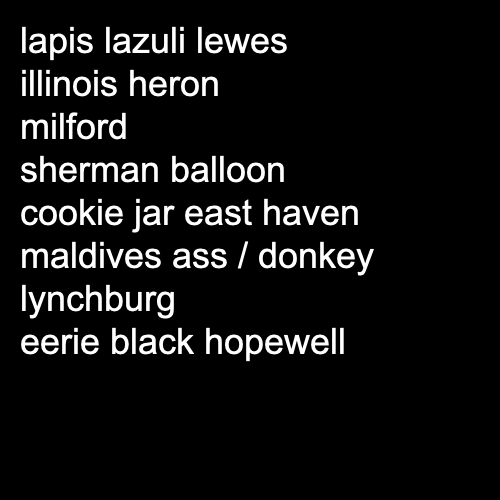 lapis lazuli lewes
illinois heron
milford
sherman balloon
cookie jar east haven
maldives ass / donkey
lynchburg
eerie black hopewell